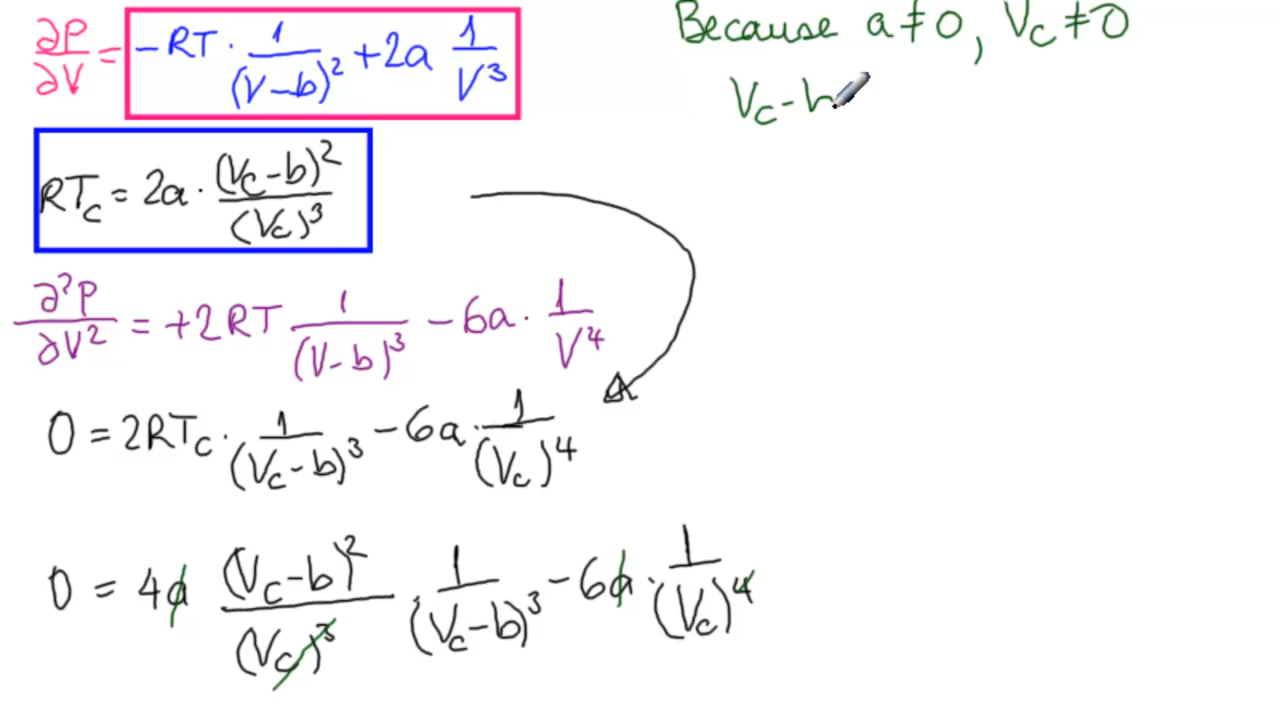 ∂P/∂V = -RT · 1/(V-b)² + 2a 1/V³
Because a ≠ 0, Vc ≠ 0
Vc - b
RTc = 2a · (Vc-b)²/(Vc)³
∂²P/∂V² = +2RT 1/(V-b)³ - 6a · 1/V⁴
0 = 2RTc · 1/(Vc-b)³ - 6a · 1/(Vc)⁴
0 = 4a (Vc-b)²/(Vc)³ · 1/(Vc-b)³ - 6a · 1/(Vc)⁴